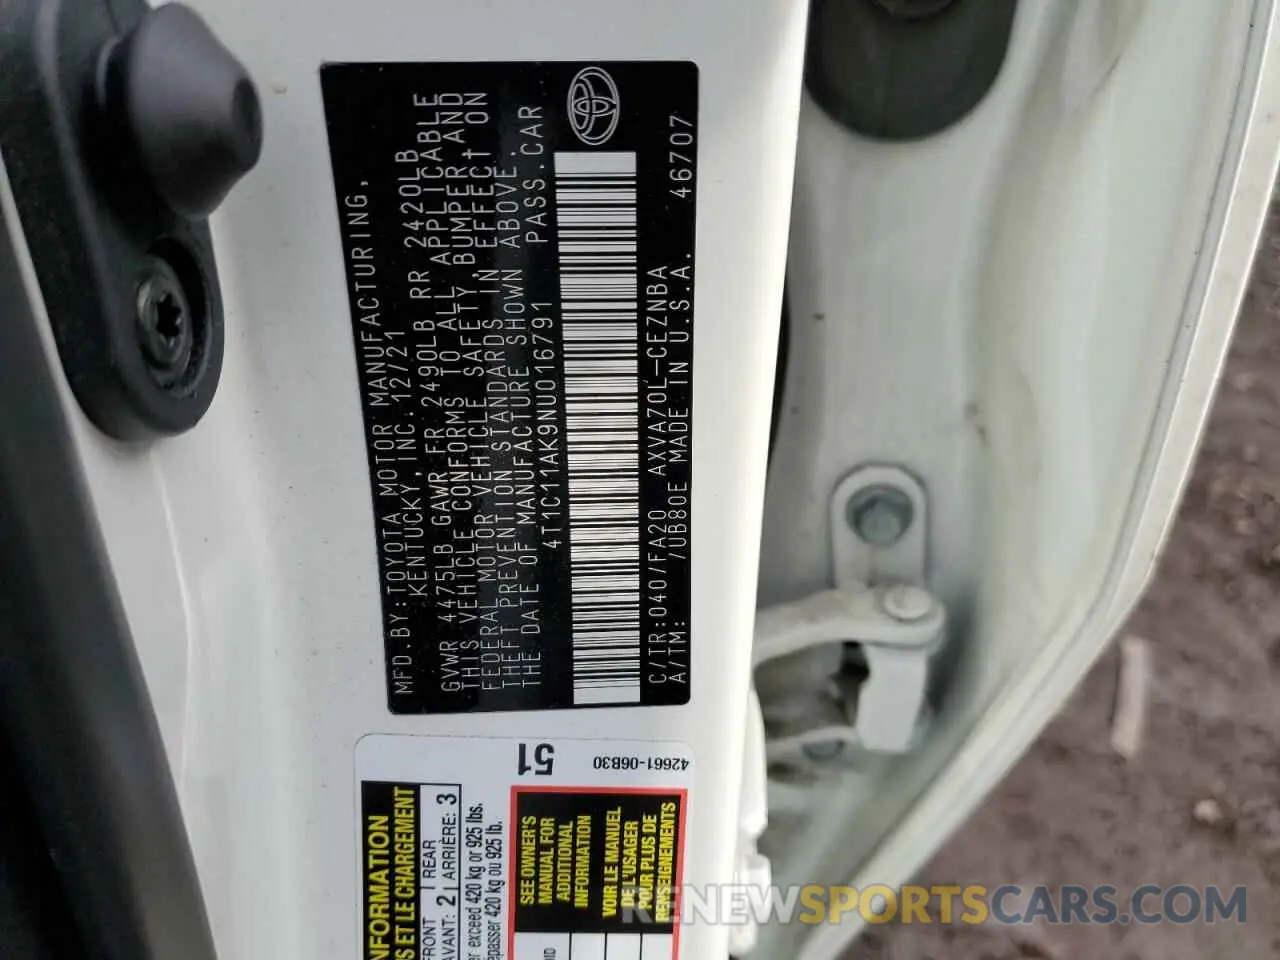 MFD.BY:TOYOTA MOTOR MANUFACTURING,
KENTUCKY, INC. 12/21
GVWR 4475LB GAWR FR 2490LB RR 2420LB
THIS VEHICLE CONFORMS TO ALL APPLICABLE
FEDERAL MOTOR VEHICLE SAFETY, BUMPER, AND
THEFT PREVENTION STANDARDS IN EFFECT ON
THE DATE OF MANUFACTURE SHOWN ABOVE.
4T1C11AK9NU016791 PASS.CAR
C/TR:040/FA20 AXVA70L-CEZNBA 46707
A/TM: /UB80E MADE IN U.S.A.
51
42661-06B30
ET LE CHARGEMENT
FRONT REAR
AVANT: 2 ARRIÈRE: 3
exceed 420 kg or 925 lbs.
420 kg ou 925 lb.
SEE OWNER'S
MANUAL FOR
ADDITIONAL
INFORMATION
VOIR LE MANUEL
DE L'USAGER
POUR PLUS DE
RENSEIGNEMENTS
RENEWSPORTSCARS.COM